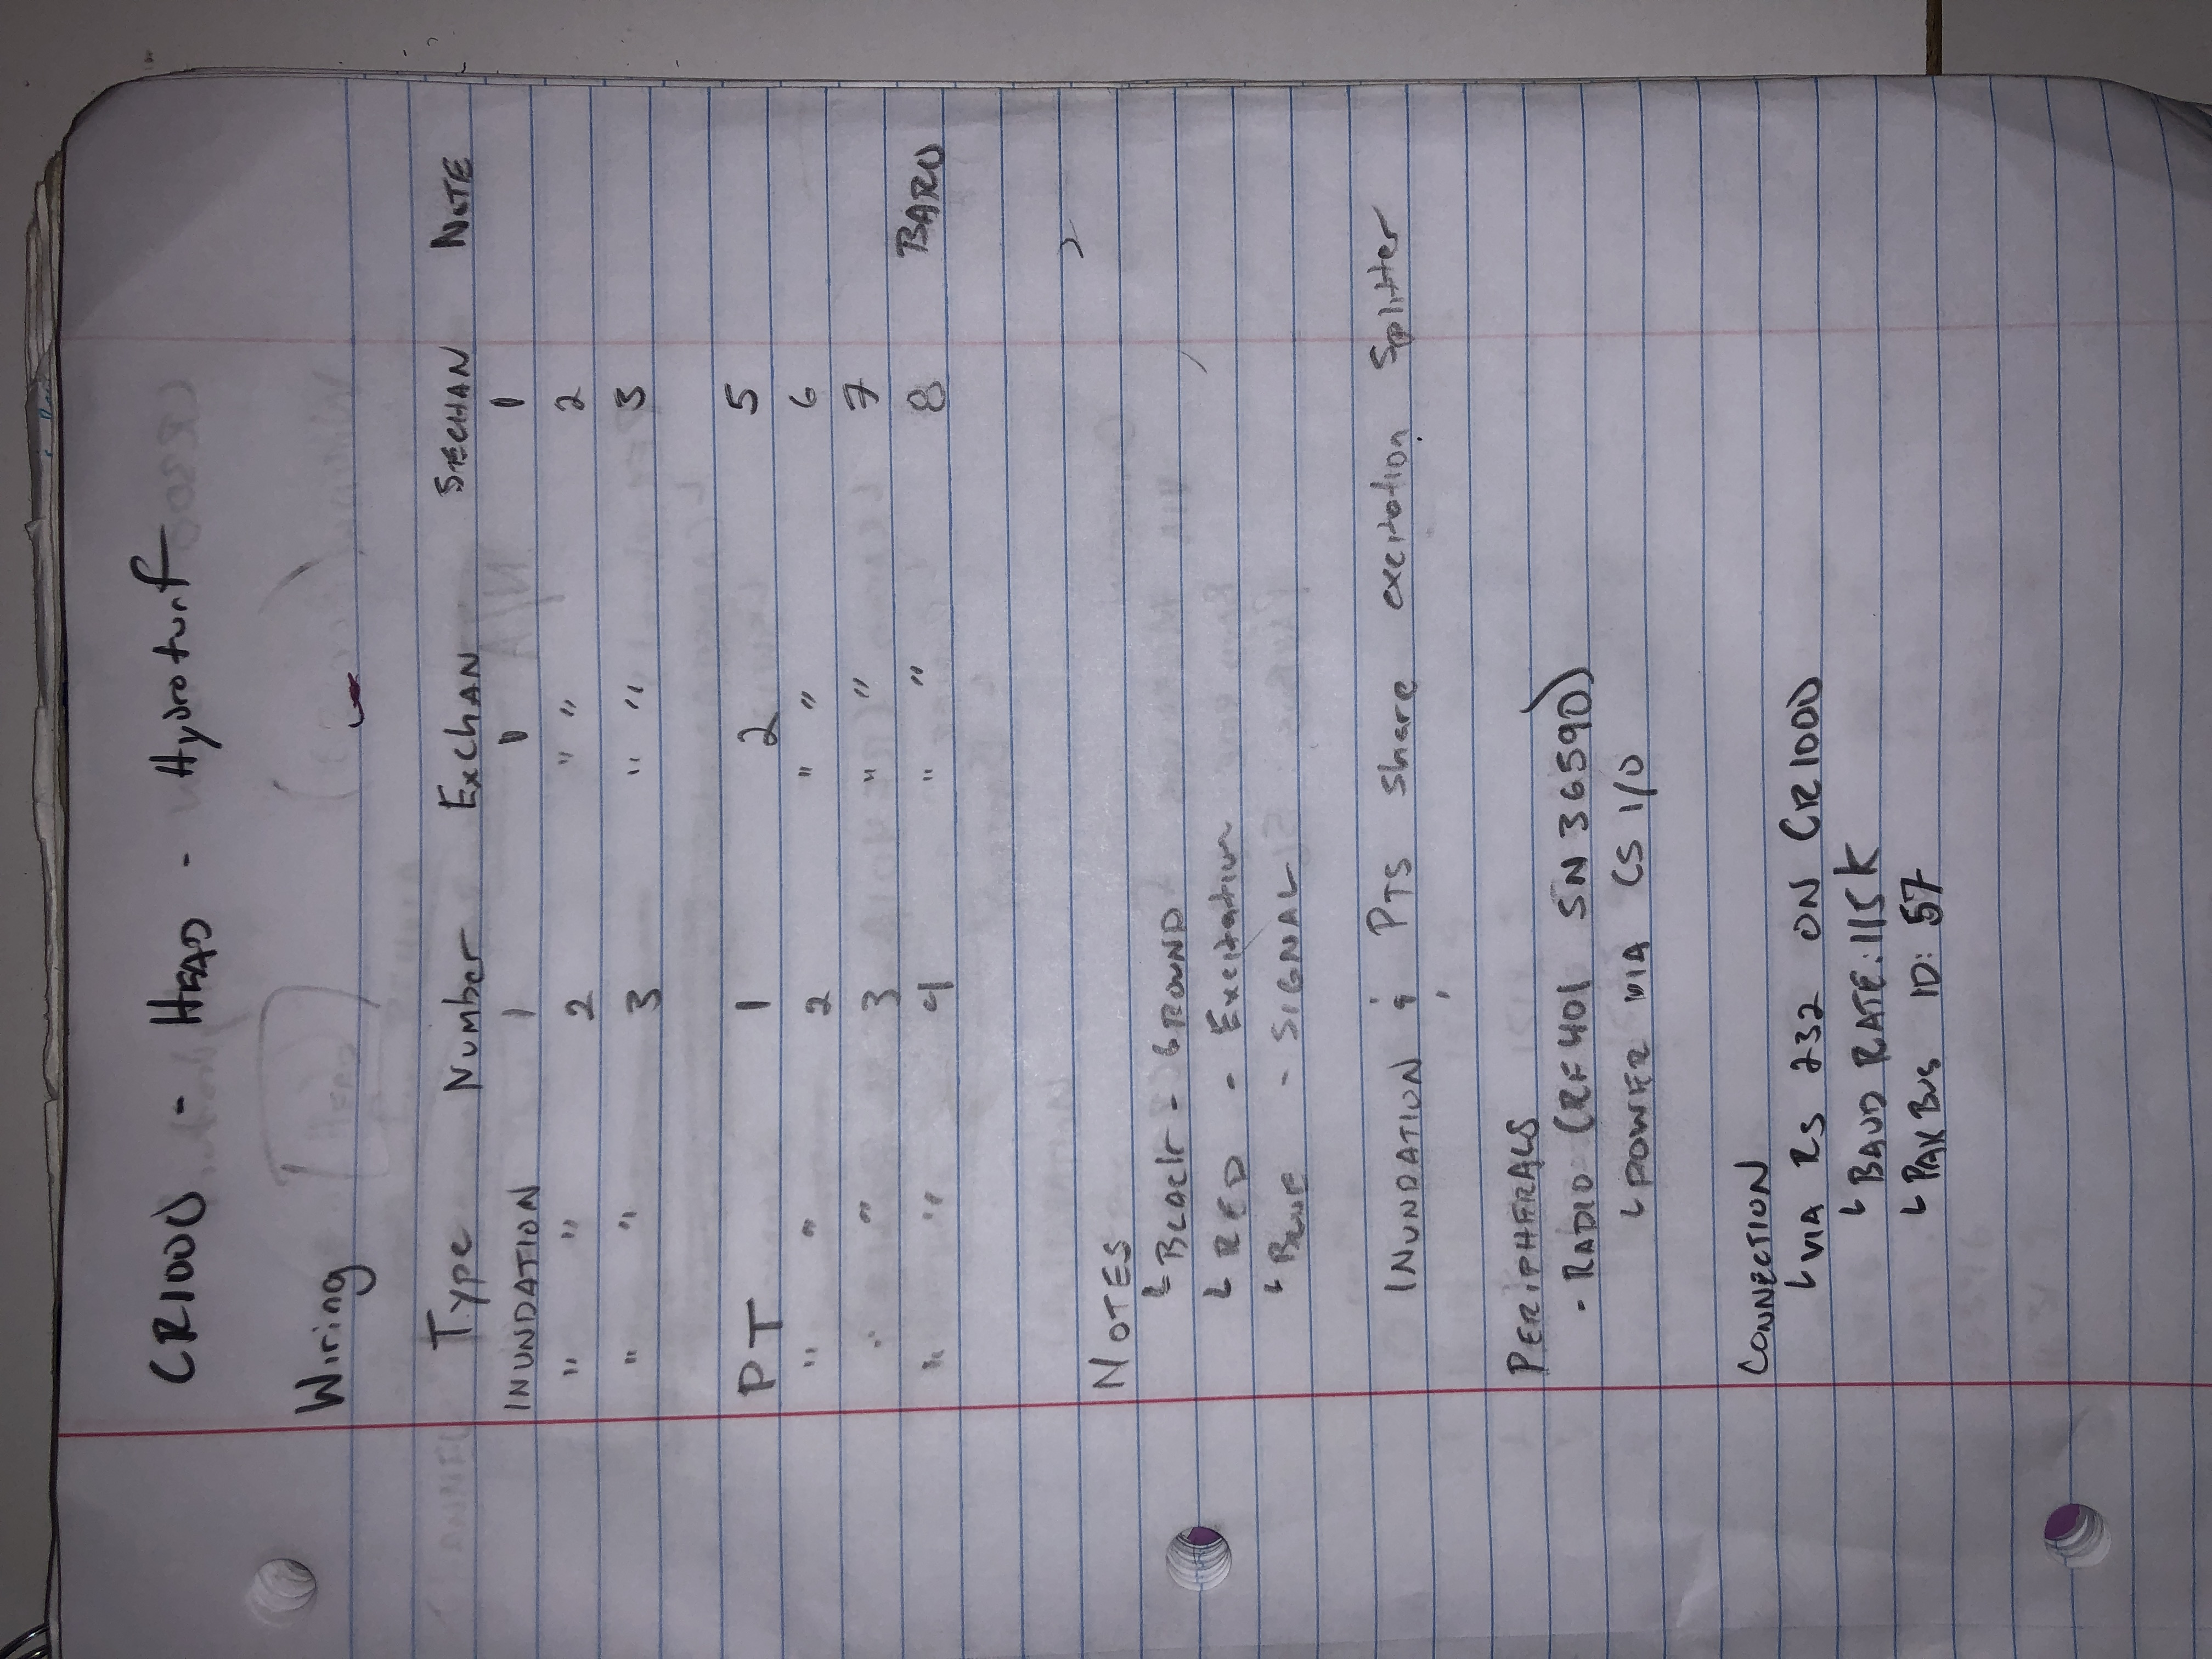 CR1000 - HEAD - Hydroturf
Wiring
Type Number ExChAN SECHAN NOTE
INUNDATION 1 1 1
" " 2 " " 2
" " 3 " " 3
PT 1 2 5
" " 2 " " 6
" " 3 " " 7
" " 4 " " 8 BARO
NOTES
└ BLACK - GROUND
└ RED - Excitation
└ BLUE - SIGNAL
INUNDATION & PTS share excitation Splitter
PERiPHERALS
- RADIO (RF401 SN 36590)
└ POWER VIA CS I/O
CONNECTION
└ VIA RS 232 ON CR1000
└ BAUD RATE: 115K
└ PAKBUS ID: 57